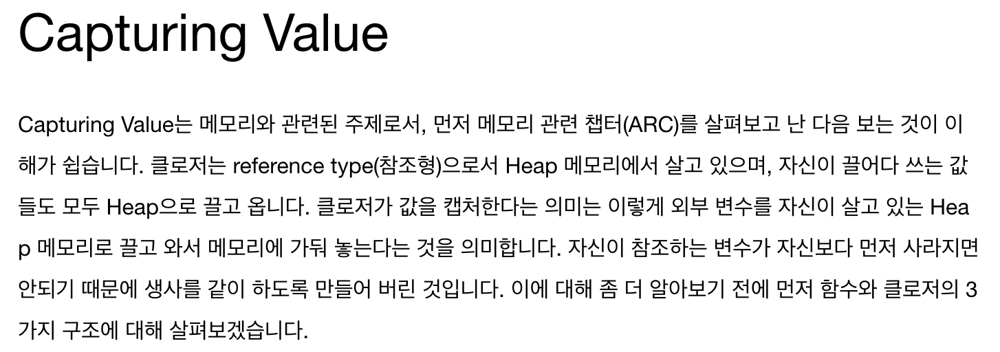 Capturing Value
Capturing Value는 메모리와 관련된 주제로서, 먼저 메모리 관련 챕터(ARC)를 살펴보고 난 다음 보는 것이 이
해가 쉽습니다. 클로저는 reference type(참조형)으로서 Heap 메모리에서 살고 있으며, 자신이 끌어다 쓰는 값
들도 모두 Heap으로 끌고 옵니다. 클로저가 값을 캡처한다는 의미는 이렇게 외부 변수를 자신이 살고 있는 Hea
p 메모리로 끌고 와서 메모리에 가둬 놓는다는 것을 의미합니다. 자신이 참조하는 변수가 자신보다 먼저 사라지면
안되기 때문에 생사를 같이 하도록 만들어 버린 것입니다. 이에 대해 좀 더 알아보기 전에 먼저 함수와 클로저의 3
가지 구조에 대해 살펴보겠습니다.